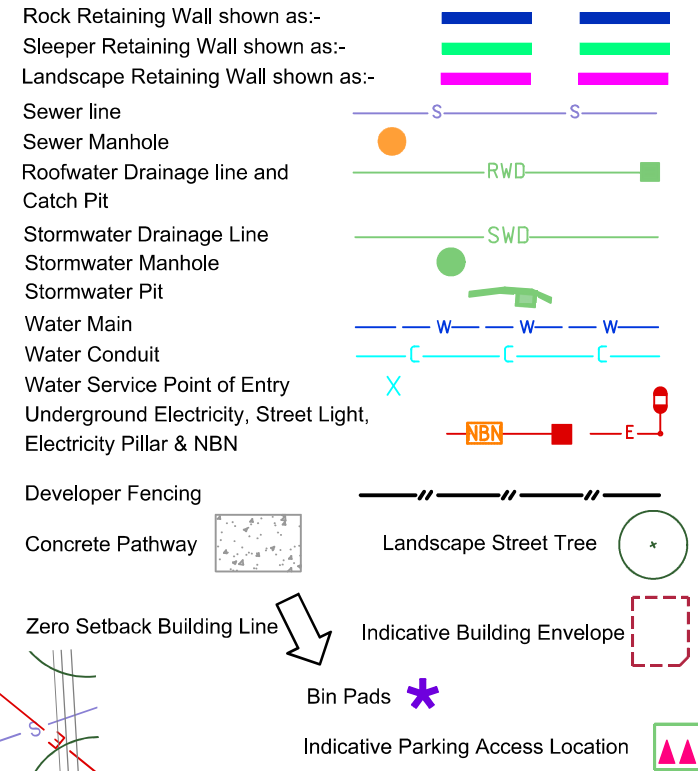 Rock Retaining Wall shown as:-
Sleeper Retaining Wall shown as:-
Landscape Retaining Wall shown as:-
Sewer line S S
Sewer Manhole
Roofwater Drainage line and RWD
Catch Pit
Stormwater Drainage Line SWD
Stormwater Manhole
Stormwater Pit
Water Main W W W
Water Conduit C C C
Water Service Point of Entry X
Underground Electricity, Street Light,
Electricity Pillar & NBN NBN E
Developer Fencing
Concrete Pathway Landscape Street Tree
Zero Setback Building Line Indicative Building Envelope
Bin Pads
S E
Indicative Parking Access Location